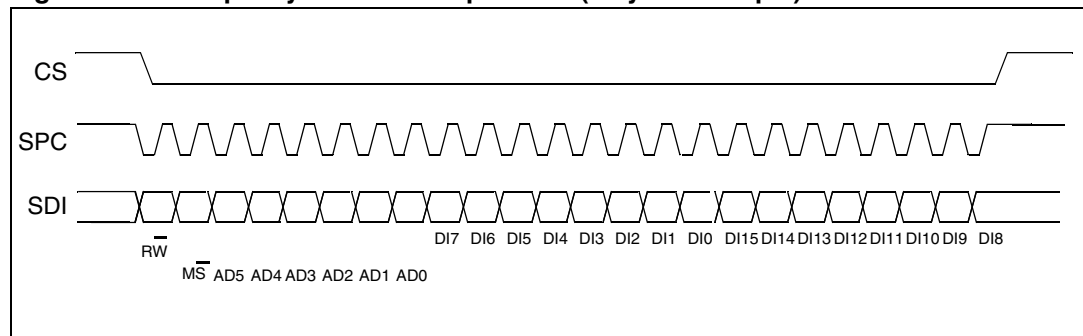 CS
SPC
SDI
DI7 DI6 DI5 DI4 DI3 DI2 DI1 DI0 DI15 DI14 DI13 DI12 DI11 DI10 DI9 DI8
RW
MS AD5 AD4 AD3 AD2 AD1 AD0